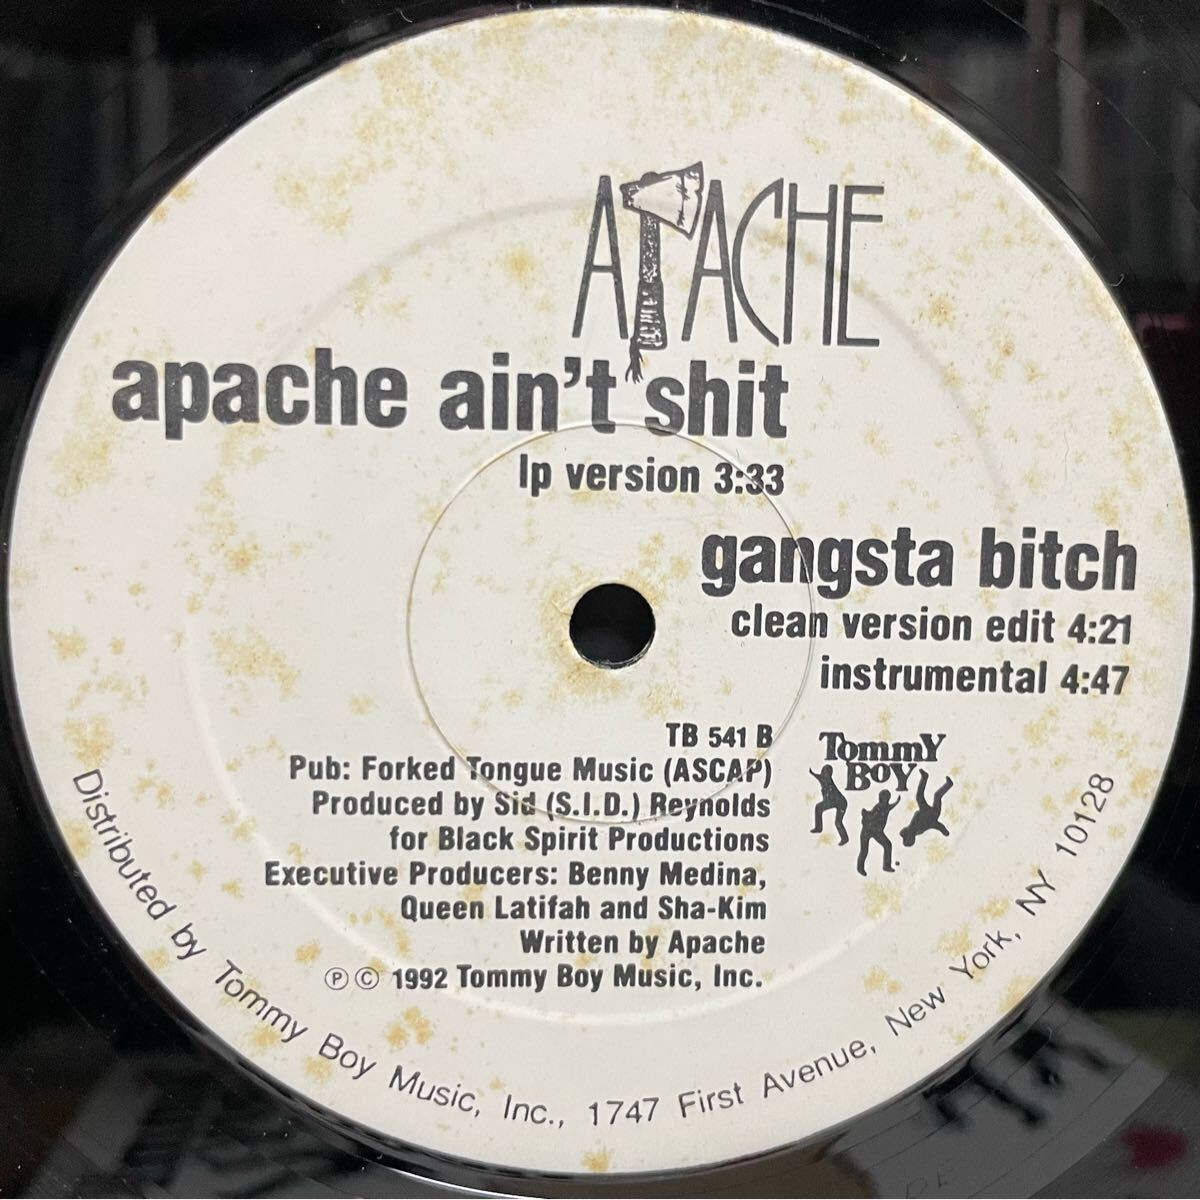 APACHE
apache ain't shit
lp version 3:33
gangsta bitch
clean version edit 4:21
instrumental 4:47
TB 541 B
Pub: Forked Tongue Music (ASCAP)
Produced by Sid (S.I.D.) Reynolds
for Black Spirit Productions
Executive Producers: Benny Medina,
Queen Latifah and Sha-Kim
Written by Apache
Ⓟ © 1992 Tommy Boy Music, Inc.
Tommy
Boy
Distributed by Tommy Boy Music, Inc., 1747 First Avenue, New York, NY 10128